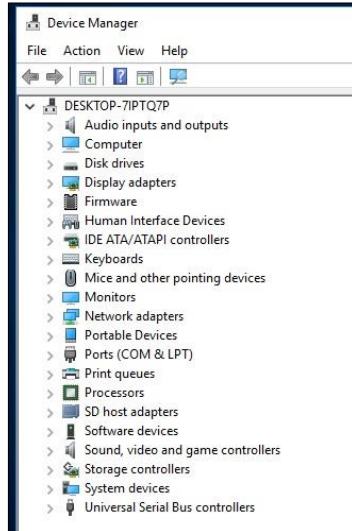 Device Manager
File Action View Help
DESKTOP-7IPTQ7P
Audio inputs and outputs
Computer
Disk drives
Display adapters
Firmware
Human Interface Devices
IDE ATA/ATAPI controllers
Keyboards
Mice and other pointing devices
Monitors
Network adapters
Portable Devices
Ports (COM & LPT)
Print queues
Processors
SD host adapters
Software devices
Sound, video and game controllers
Storage controllers
System devices
Universal Serial Bus controllers